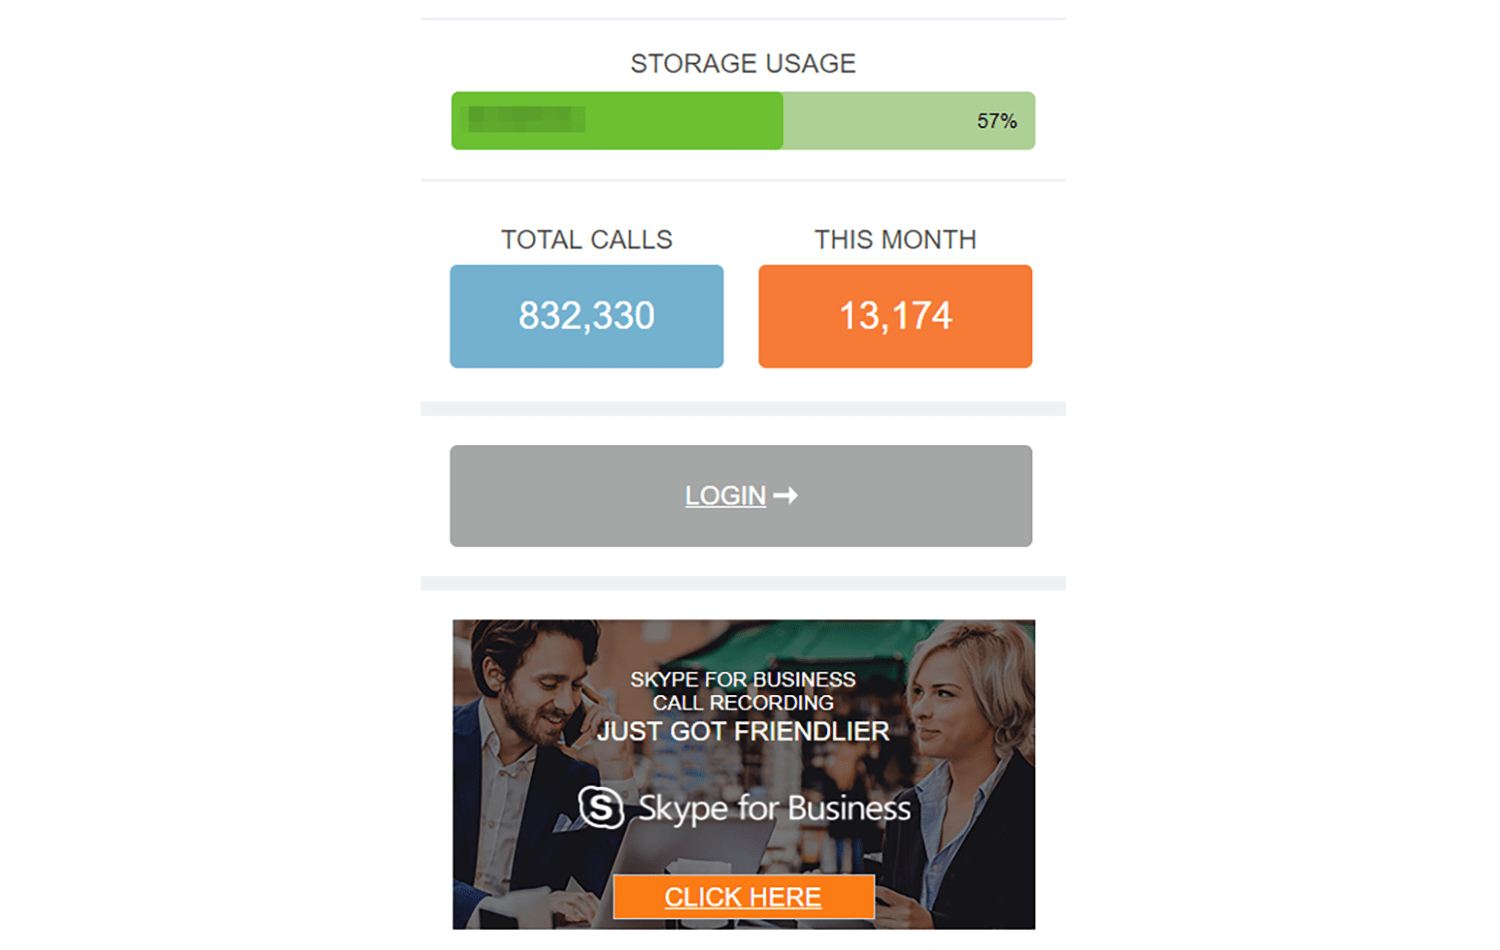 STORAGE USAGE
57%
TOTAL CALLS
THIS MONTH
832,330
13,174
LOGIN
SKYPE FOR BUSINESS
CALL RECORDING
JUST GOT FRIENDLIER
Skype for Business
CLICK HERE